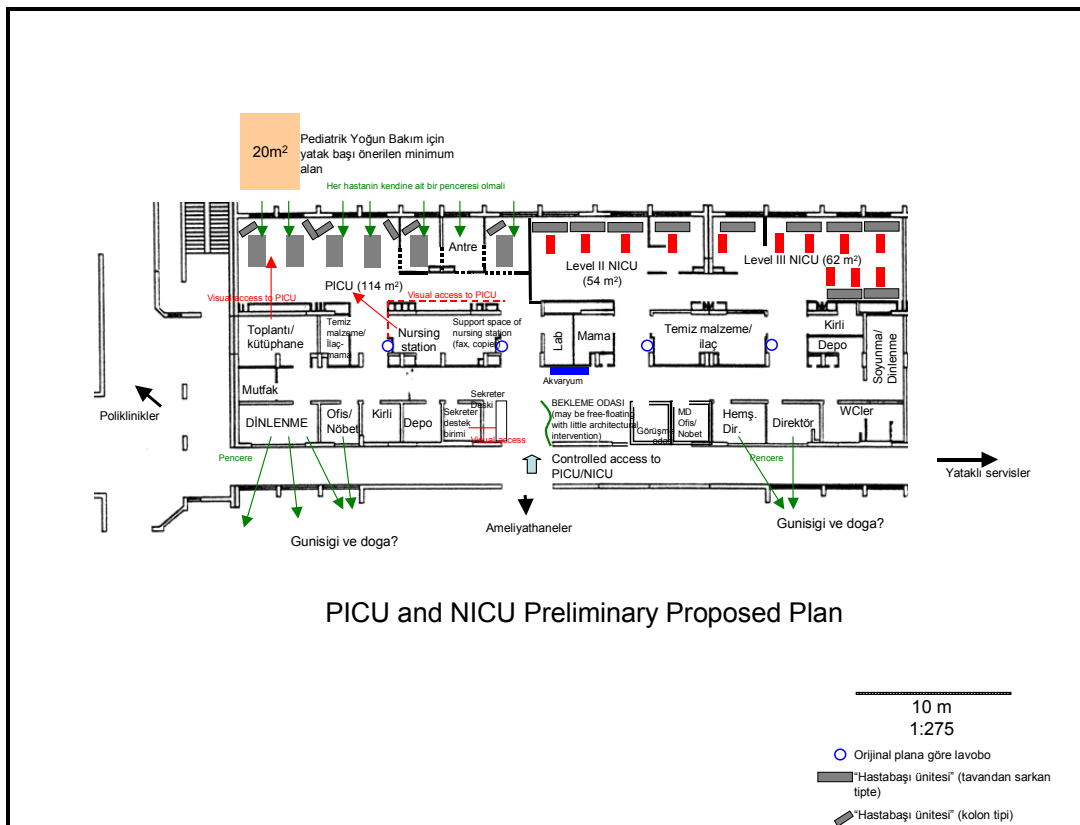 20m²
Pediatrik Yoğun Bakım için
yatak başı önerilen minimum
alan
Her hastanin kendine ait bir penceresi olmali
Antre
Level II NICU
(54 m²)
Level III NICU (62 m²)
Visual access to PICU
PICU (114 m²)
Visual access to PICU
Toplantı/
kütüphane
Temiz
malzeme/
İlaç-
mama
Nursing
station
Support space of
nursing station
(fax, copier)
Lab
Mama
Temiz malzeme/
ilaç
Kirli
Depo
Soyunma/
Dinlenme
Mutfak
Akvaryum
Poliklinikler
DİNLENME
Ofis/
Nöbet
Kirli
Depo
Sekreter
Deski
Sekreter
destek
birimi
Visual access
BEKLEME ODASI
(may be free-floating
with little architectural
intervention)
Görüşme
odası
MD
Ofis/
Nöbet
Hemş.
Dir.
Direktör
WCler
Pencere
Controlled access to
PICU/NICU
Pencere
Yataklı servisler
Ameliyathaneler
Gunisigi ve doga?
Gunisigi ve doga?
PICU and NICU Preliminary Proposed Plan
10 m
1:275
Orijinal plana göre lavobo
“Hastabaşı ünitesi” (tavandan sarkan
tipte)
“Hastabaşı ünitesi” (kolon tipi)